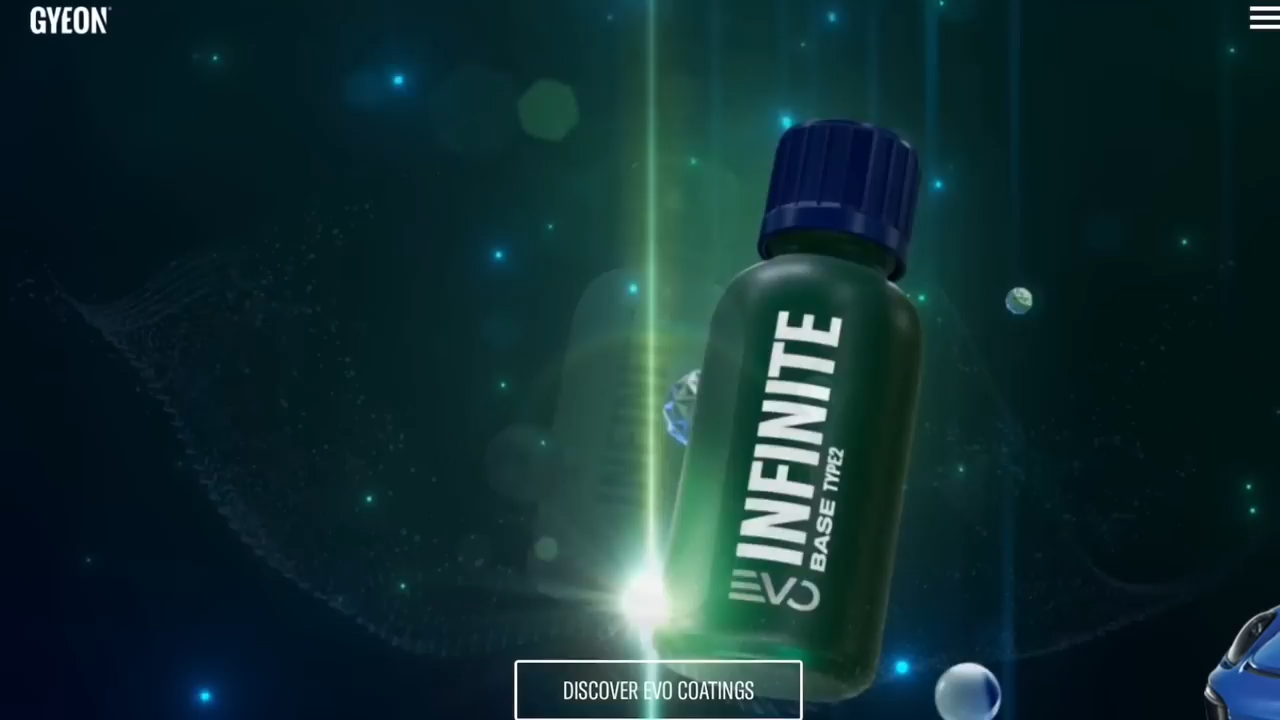 GYEON
INFINITE
BASE TYPE2
EVO
DISCOVER EVO COATINGS